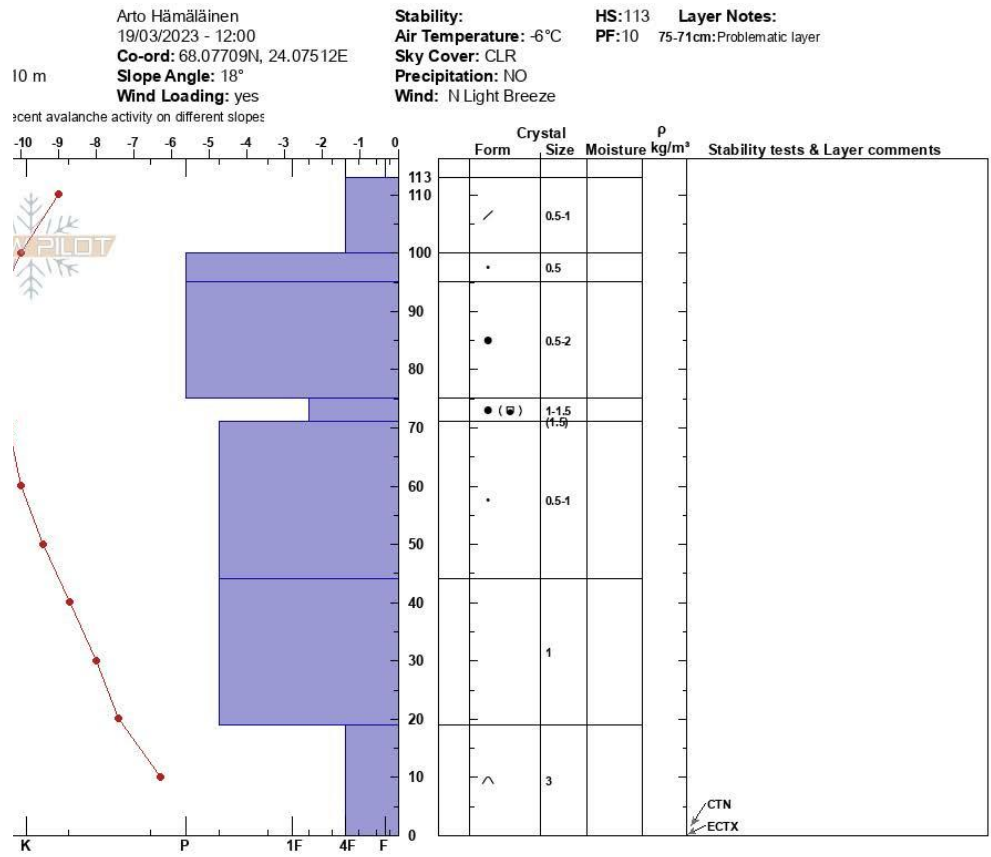 Arto Hämäläinen
19/03/2023 - 12:00
Co-ord: 68.07709N, 24.07512E
Slope Angle: 18°
Wind Loading: yes
10 m
ecent avalanche activity on different slopes
Stability:
Air Temperature: -6°C
Sky Cover: CLR
Precipitation: NO
Wind: N Light Breeze
HS:113 Layer Notes:
PF:10 75-71cm:Problematic layer
-10 -9 -8 -7 -6 -5 -4 -3 -2 -1 0
Crystal
Form Size Moisture ρ kg/m³ Stability tests & Layer comments
PILOT
113
110
100
90
80
70
60
50
40
30
20
10
0
0.5-1
0.5
0.5-2
1-1.5
(1.5)
0.5-1
1
3
CTN
ECTX
K P 1F 4F F